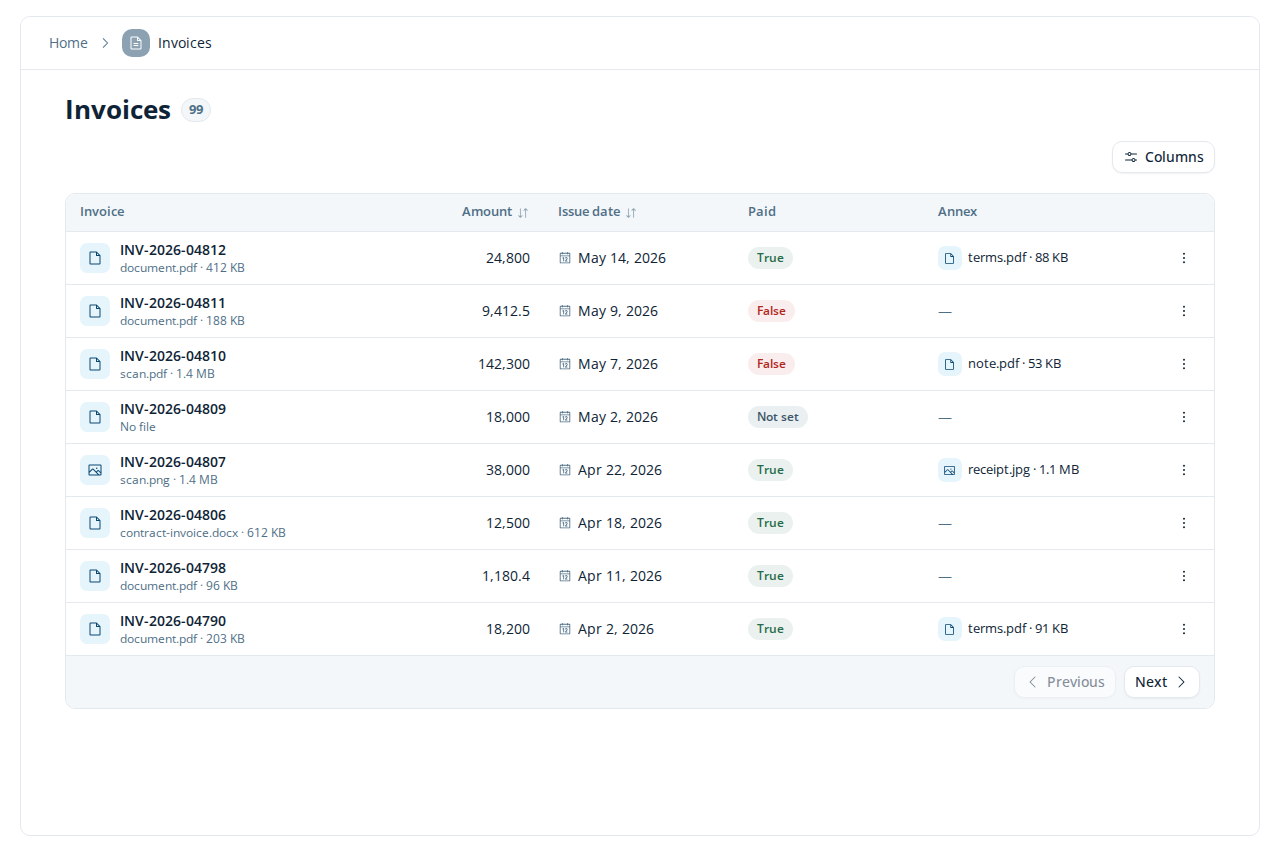 Home Invoices
Invoices 99
Columns
Invoice Amount Issue date Paid Annex
INV-2026-04812
document.pdf · 412 KB
24,800 May 14, 2026 True terms.pdf · 88 KB
INV-2026-04811
document.pdf · 188 KB
9,412.5 May 9, 2026 False —
INV-2026-04810
scan.pdf · 1.4 MB
142,300 May 7, 2026 False note.pdf · 53 KB
INV-2026-04809
No file
18,000 May 2, 2026 Not set —
INV-2026-04807
scan.png · 1.4 MB
38,000 Apr 22, 2026 True receipt.jpg · 1.1 MB
INV-2026-04806
contract-invoice.docx · 612 KB
12,500 Apr 18, 2026 True —
INV-2026-04798
document.pdf · 96 KB
1,180.4 Apr 11, 2026 True —
INV-2026-04790
document.pdf · 203 KB
18,200 Apr 2, 2026 True terms.pdf · 91 KB
Previous Next